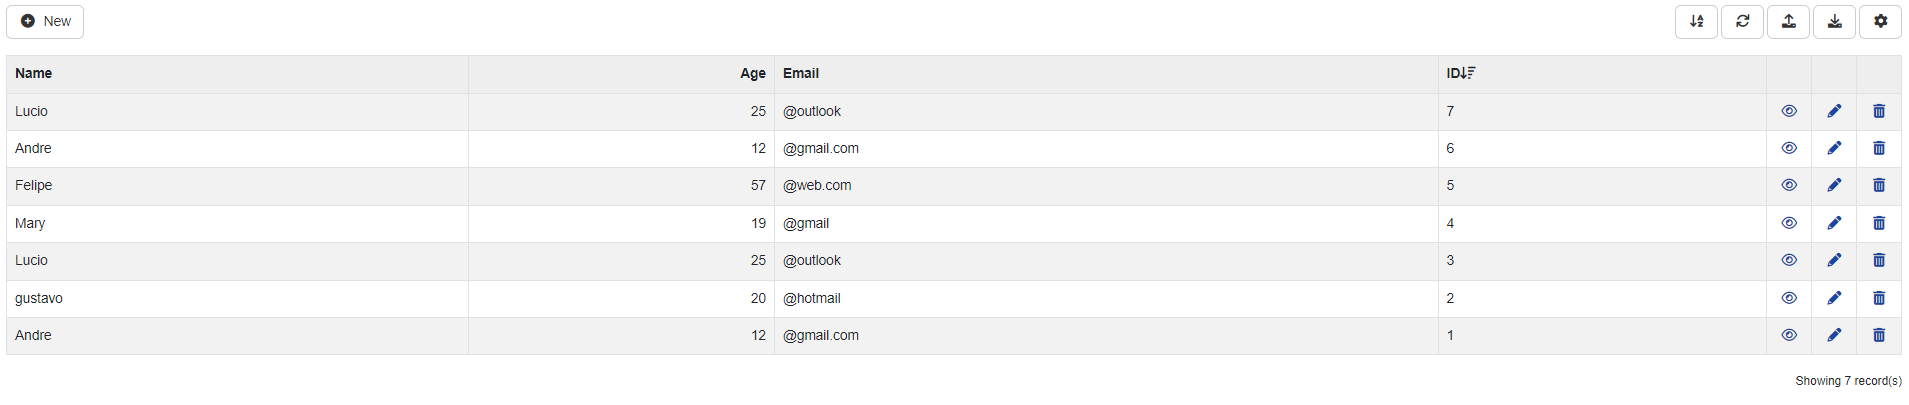 New
Name Age Email ID
Lucio 25 @outlook 7
Andre 12 @gmail.com 6
Felipe 57 @web.com 5
Mary 19 @gmail 4
Lucio 25 @outlook 3
gustavo 20 @hotmail 2
Andre 12 @gmail.com 1
Showing 7 record(s)